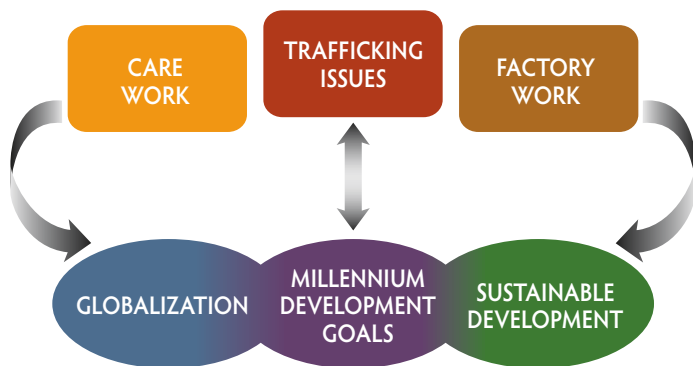 CARE
WORK
TRAFFICKING
ISSUES
FACTORY
WORK
GLOBALIZATION
MILLENNIUM
DEVELOPMENT
GOALS
SUSTAINABLE
DEVELOPMENT